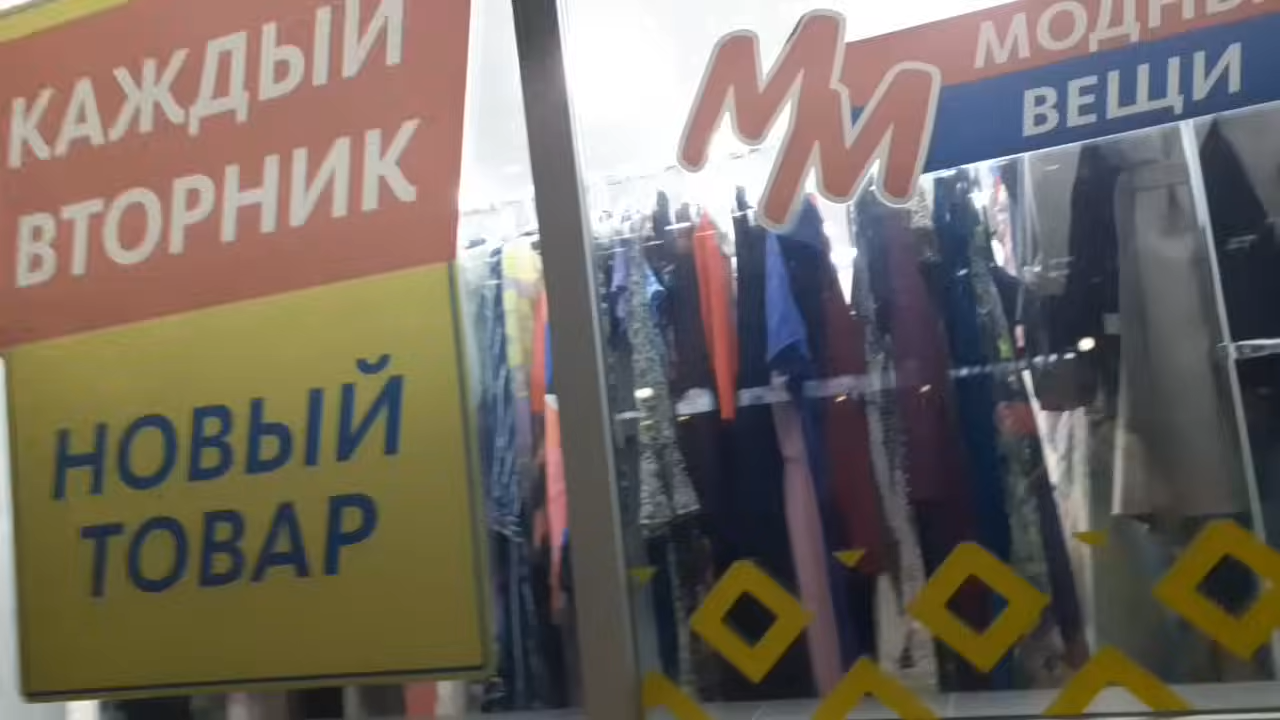 КАЖДЫЙ
ВТОРНИК
НОВЫЙ
ТОВАР
ММ
ВЕЩИ